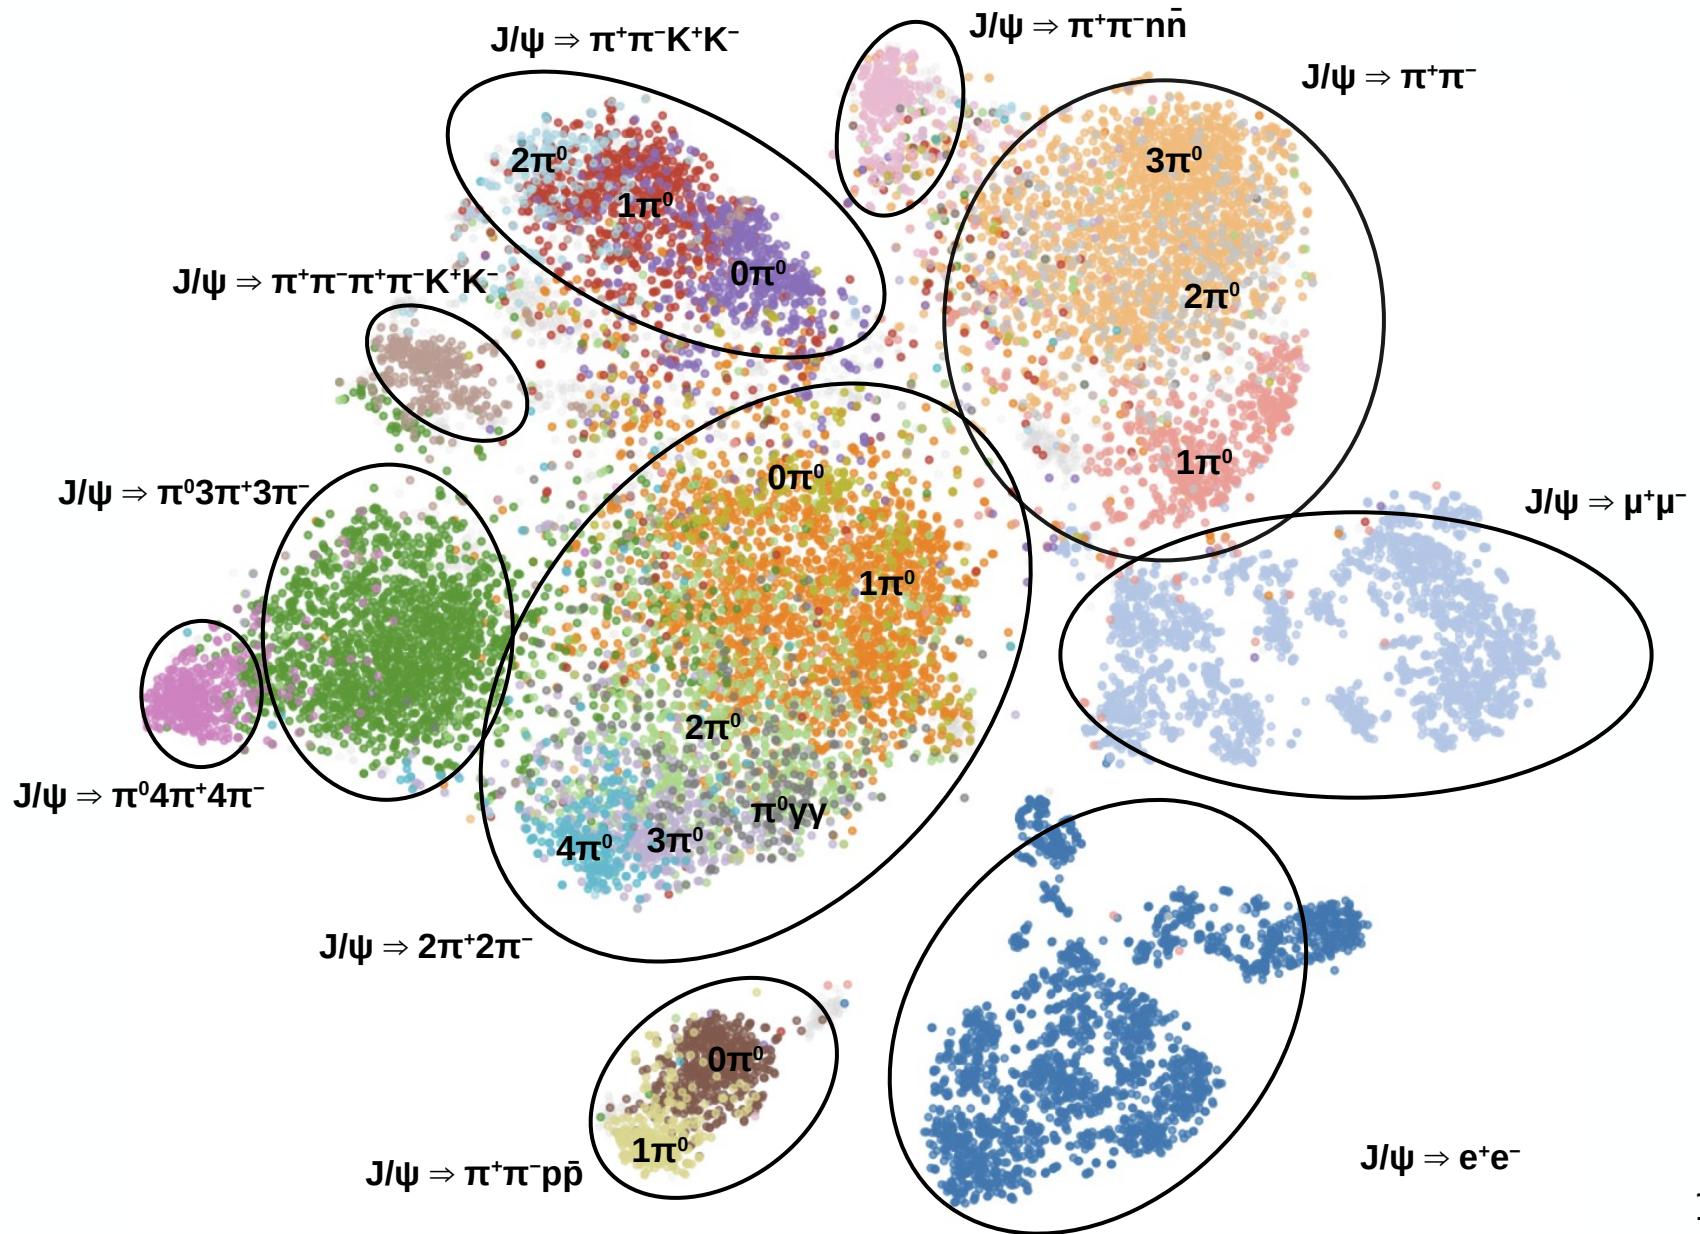 J/ψ ⇒ π⁺π⁻nn̄
J/ψ ⇒ π⁺π⁻K⁺K⁻
J/ψ ⇒ π⁺π⁻
2π⁰
3π⁰
1π⁰
0π⁰
J/ψ ⇒ π⁺π⁻π⁺π⁻K⁺K⁻
2π⁰
1π⁰
0π⁰
J/ψ ⇒ π⁰3π⁺3π⁻
J/ψ ⇒ μ⁺μ⁻
1π⁰
2π⁰
J/ψ ⇒ π⁰4π⁺4π⁻
π⁰γγ
3π⁰
4π⁰
J/ψ ⇒ 2π⁺2π⁻
0π⁰
1π⁰
J/ψ ⇒ π⁺π⁻pp̄
J/ψ ⇒ e⁺e⁻